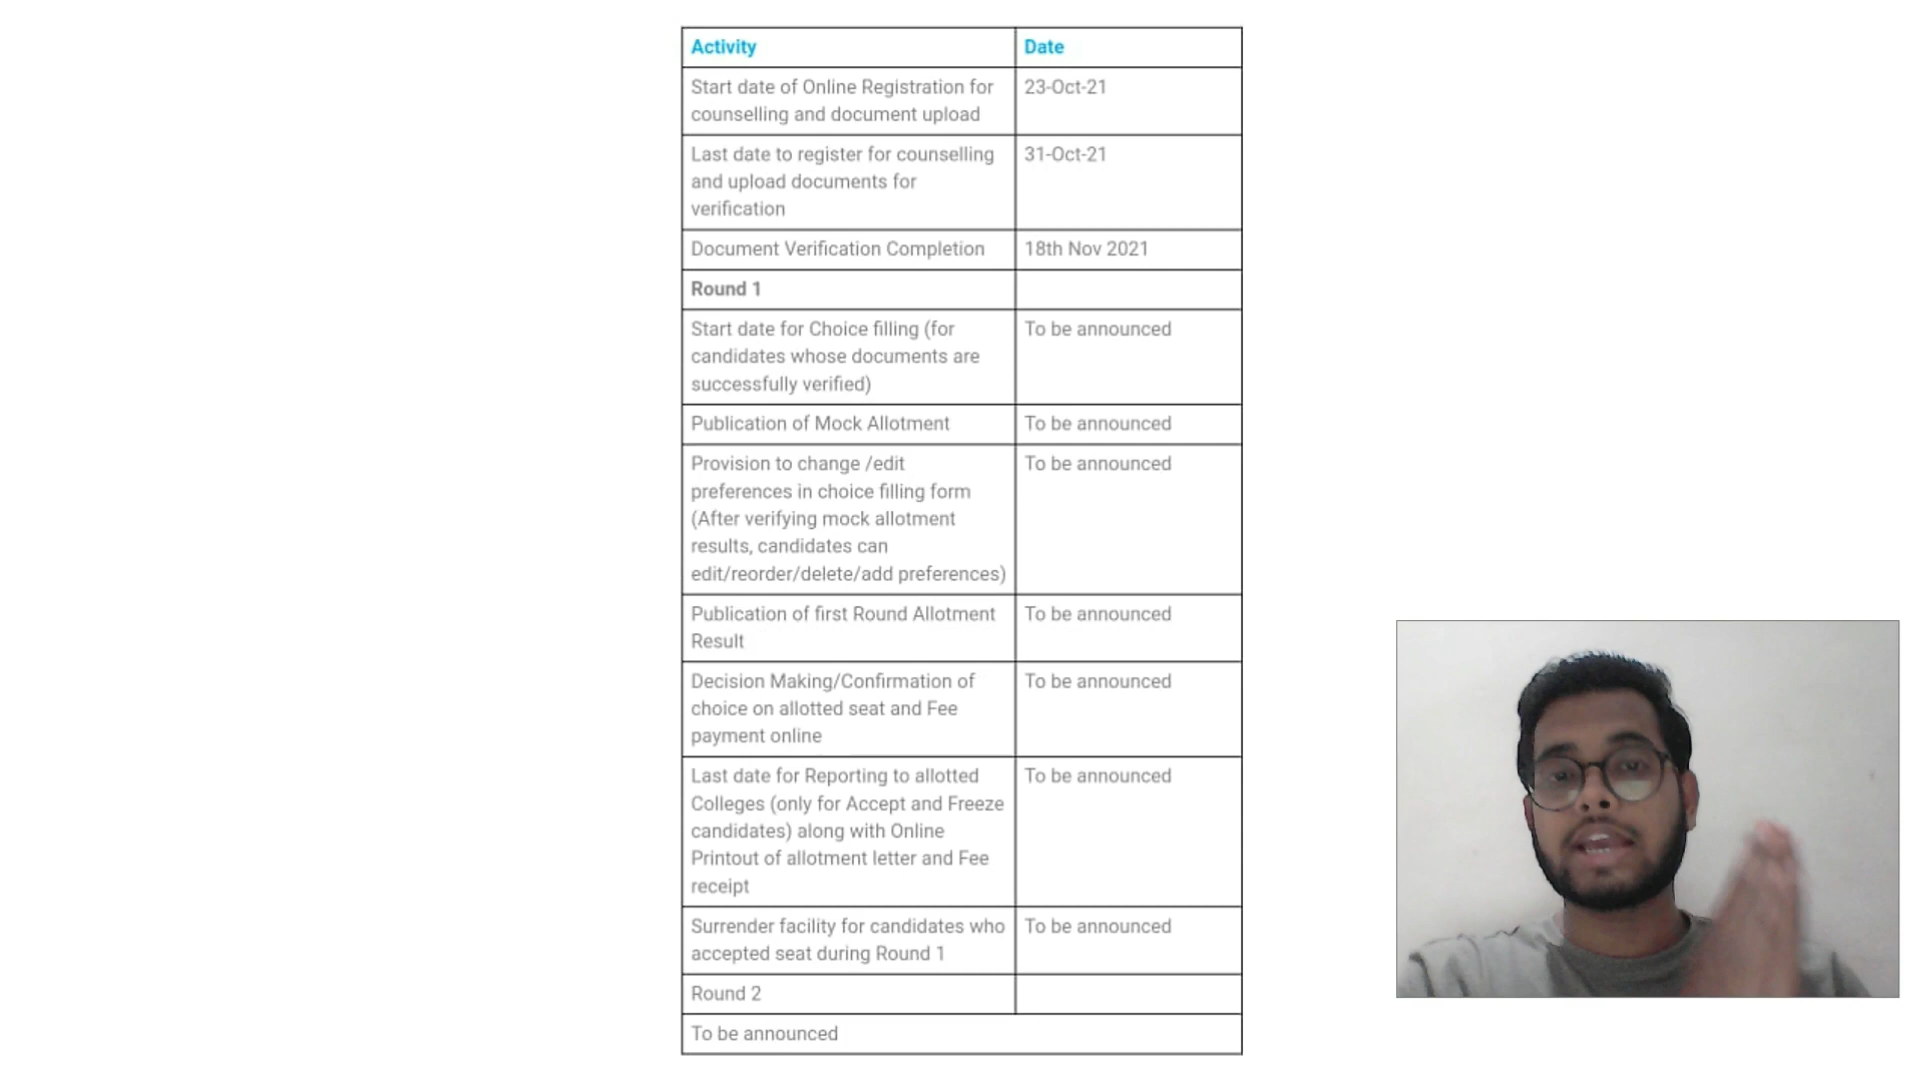 Activity
Date
Start date of Online Registration for
counselling and document upload
23-Oct-21
Last date to register for counselling
and upload documents for
verification
31-Oct-21
Document Verification Completion
18th Nov 2021
Round 1
Start date for Choice filling (for
candidates whose documents are
successfully verified)
To be announced
Publication of Mock Allotment
To be announced
Provision to change /edit
preferences in choice filling form
(After verifying mock allotment
results, candidates can
edit/reorder/delete/add preferences)
To be announced
Publication of first Round Allotment
Result
To be announced
Decision Making/Confirmation of
choice on allotted seat and Fee
payment online
To be announced
Last date for Reporting to allotted
Colleges (only for Accept and Freeze
candidates) along with Online
Printout of allotment letter and Fee
receipt
To be announced
Surrender facility for candidates who
accepted seat during Round 1
To be announced
Round 2
To be announced